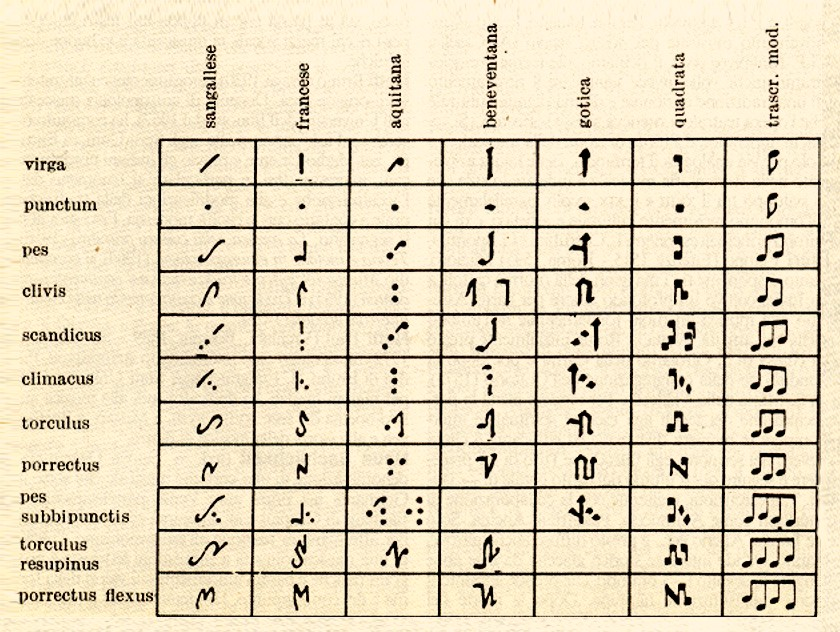 sangallese
francese
aquitana
beneventana
gotica
quadrata
trascr. mod.
virga
punctum
pes
clivis
scandicus
climacus
torculus
porrectus
pes
subbipunctis
torculus
resupinus
porrectus flexus